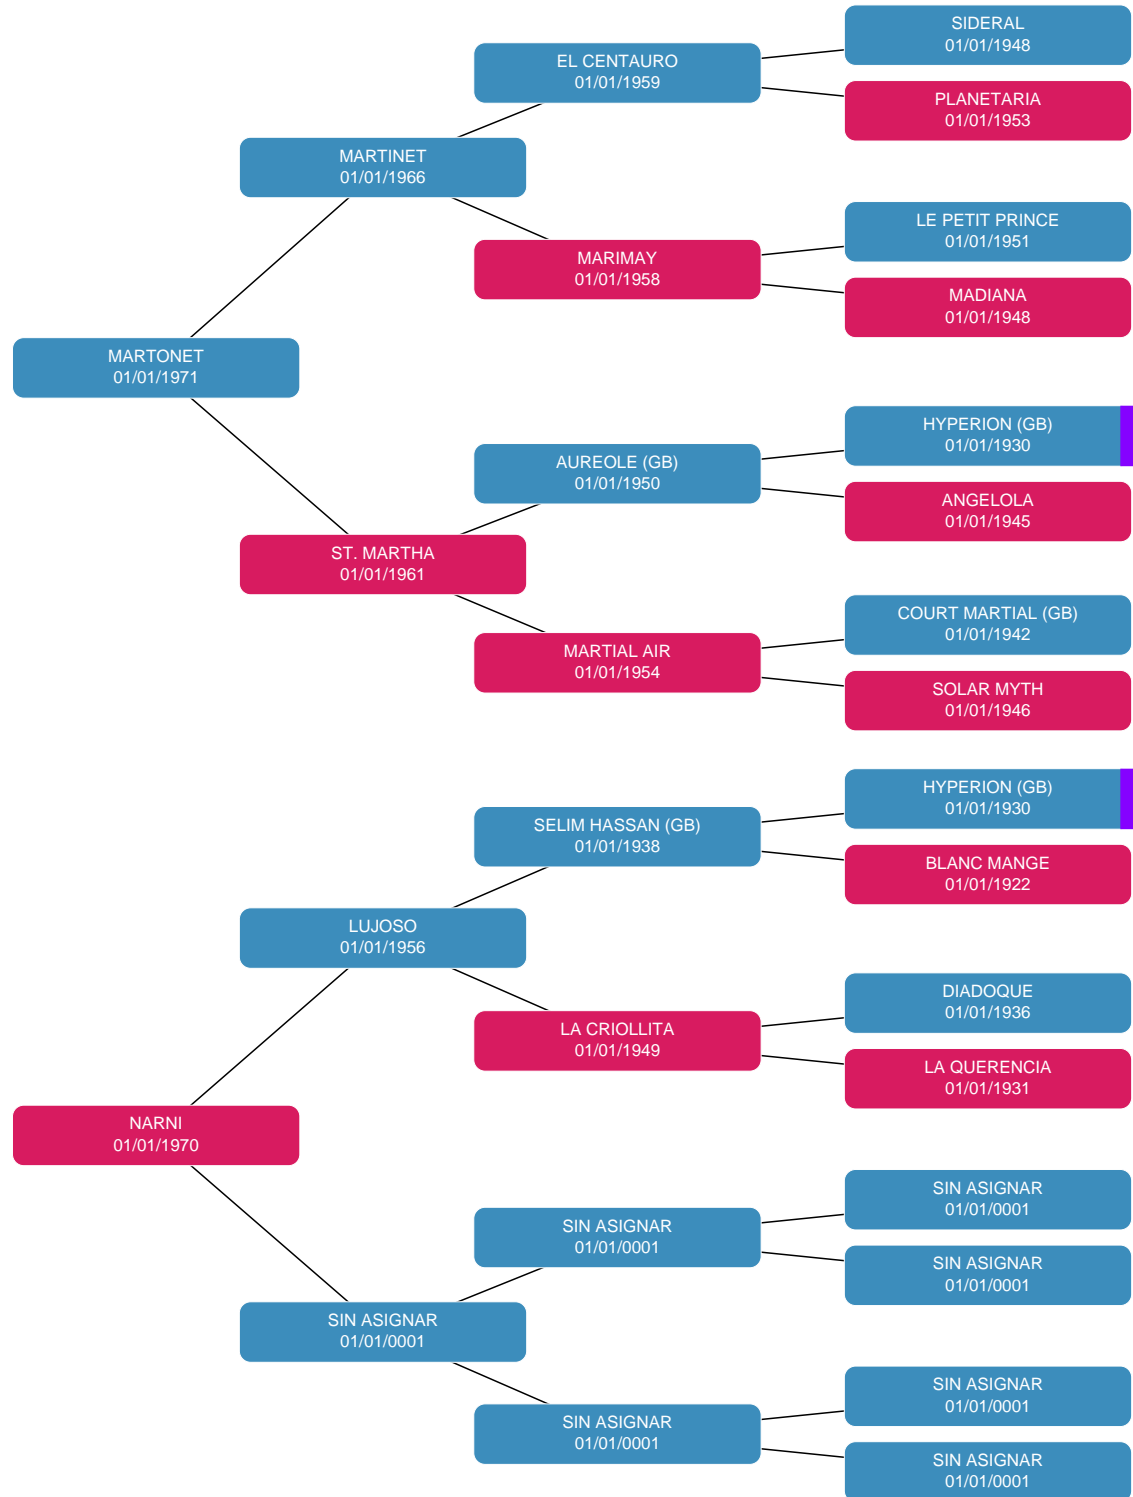 SIDERAL
01/01/1948
EL CENTAURO
01/01/1959
PLANETARIA
01/01/1953
MARTINET
01/01/1966
LE PETIT PRINCE
01/01/1951
MARIMAY
01/01/1958
MADIANA
01/01/1948
MARTONET
01/01/1971
HYPERION (GB)
01/01/1930
AUREOLE (GB)
01/01/1950
ANGELOLA
01/01/1945
ST. MARTHA
01/01/1961
COURT MARTIAL (GB)
01/01/1942
MARTIAL AIR
01/01/1954
SOLAR MYTH
01/01/1946
HYPERION (GB)
01/01/1930
SELIM HASSAN (GB)
01/01/1938
BLANC MANGE
01/01/1922
LUJOSO
01/01/1956
DIADOQUE
01/01/1936
LA CRIOLLITA
01/01/1949
LA QUERENCIA
01/01/1931
NARNI
01/01/1970
SIN ASIGNAR
01/01/0001
SIN ASIGNAR
01/01/0001
SIN ASIGNAR
01/01/0001
SIN ASIGNAR
01/01/0001
SIN ASIGNAR
01/01/0001
SIN ASIGNAR
01/01/0001
SIN ASIGNAR
01/01/0001